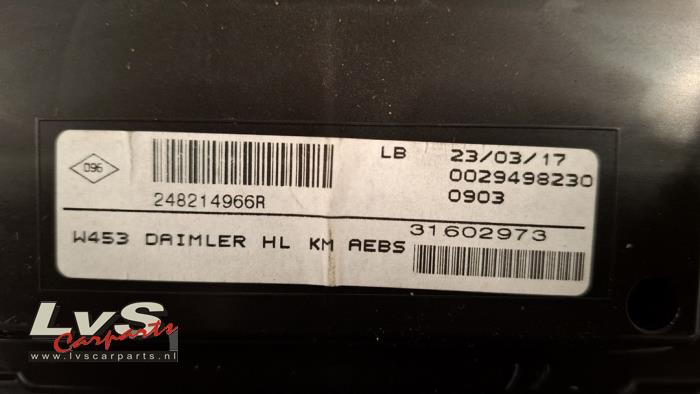 096
248214966R
LB 23/03/17
0029498230
0903
W453 DAIMLER HL KM AEBS
31602973
LvS
Carparts
www.lvscarparts.nl